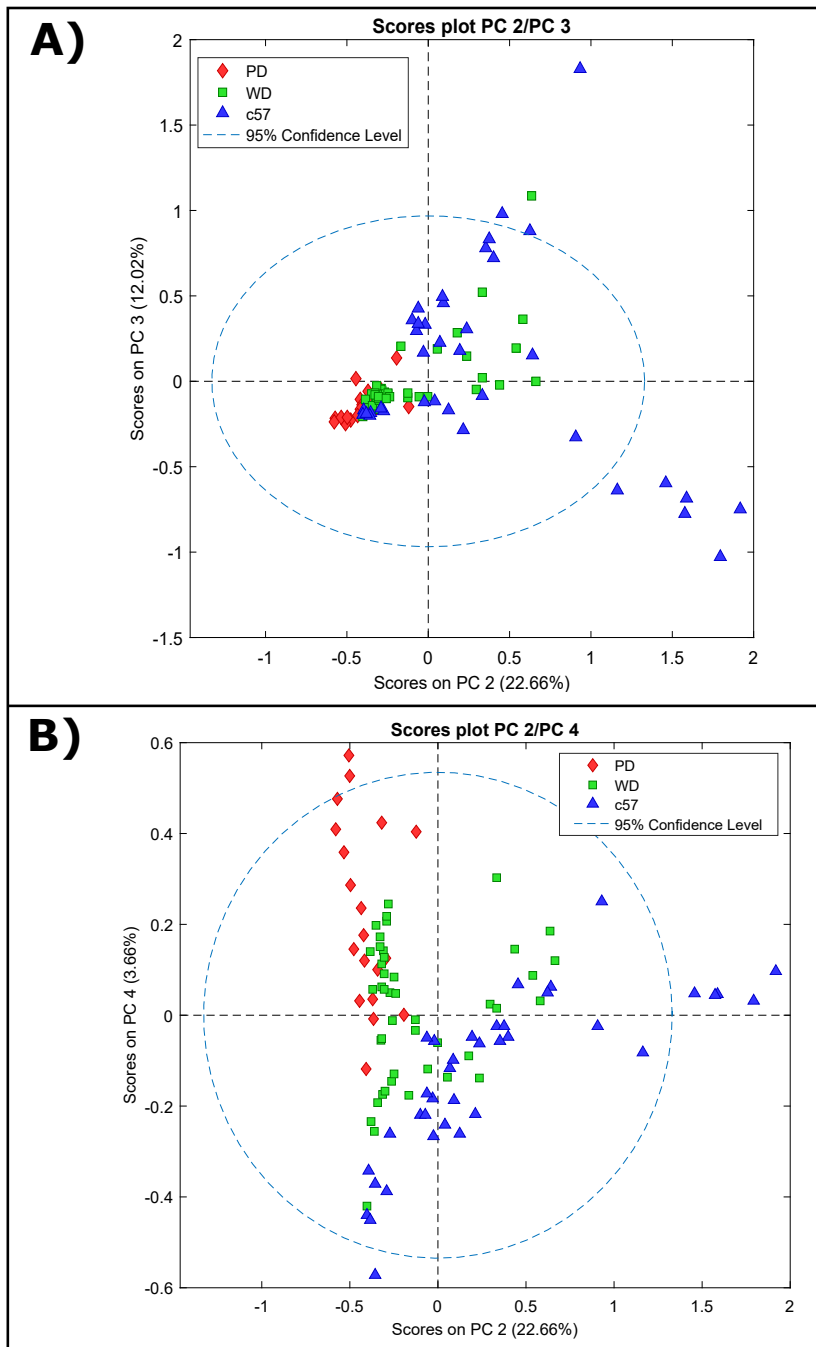 A)
Scores plot PC 2/PC 3
PD
WD
c57
95% Confidence Level
2
1.5
1
0.5
0
-0.5
-1
-1.5
Scores on PC 3 (12.02%)
-1 -0.5 0 0.5 1 1.5 2
Scores on PC 2 (22.66%)
B)
Scores plot PC 2/PC 4
PD
WD
c57
95% Confidence Level
0.6
0.4
0.2
0
-0.2
-0.4
-0.6
Scores on PC 4 (3.66%)
-1 -0.5 0 0.5 1 1.5 2
Scores on PC 2 (22.66%)